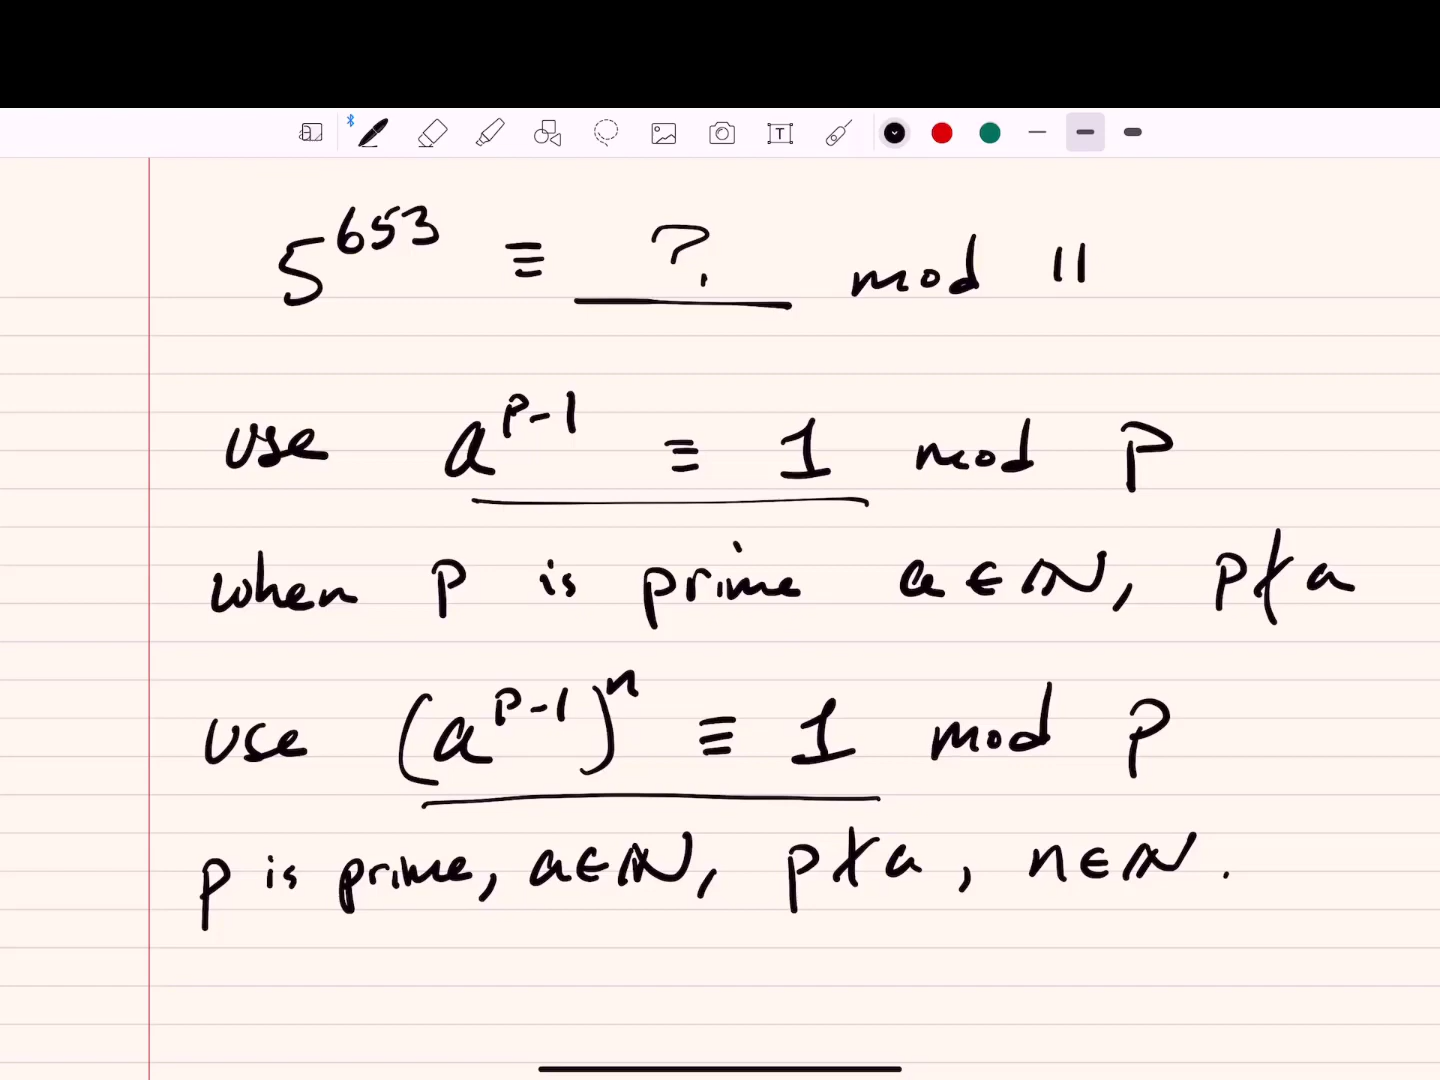 5^653 ≡ ? mod 11
use a^p-1 ≡ 1 mod p
when p is prime a ∈ ℕ, p∤a
use (a^p-1)^n ≡ 1 mod p
p is prime, a∈ℕ, p∤a, n∈ℕ.